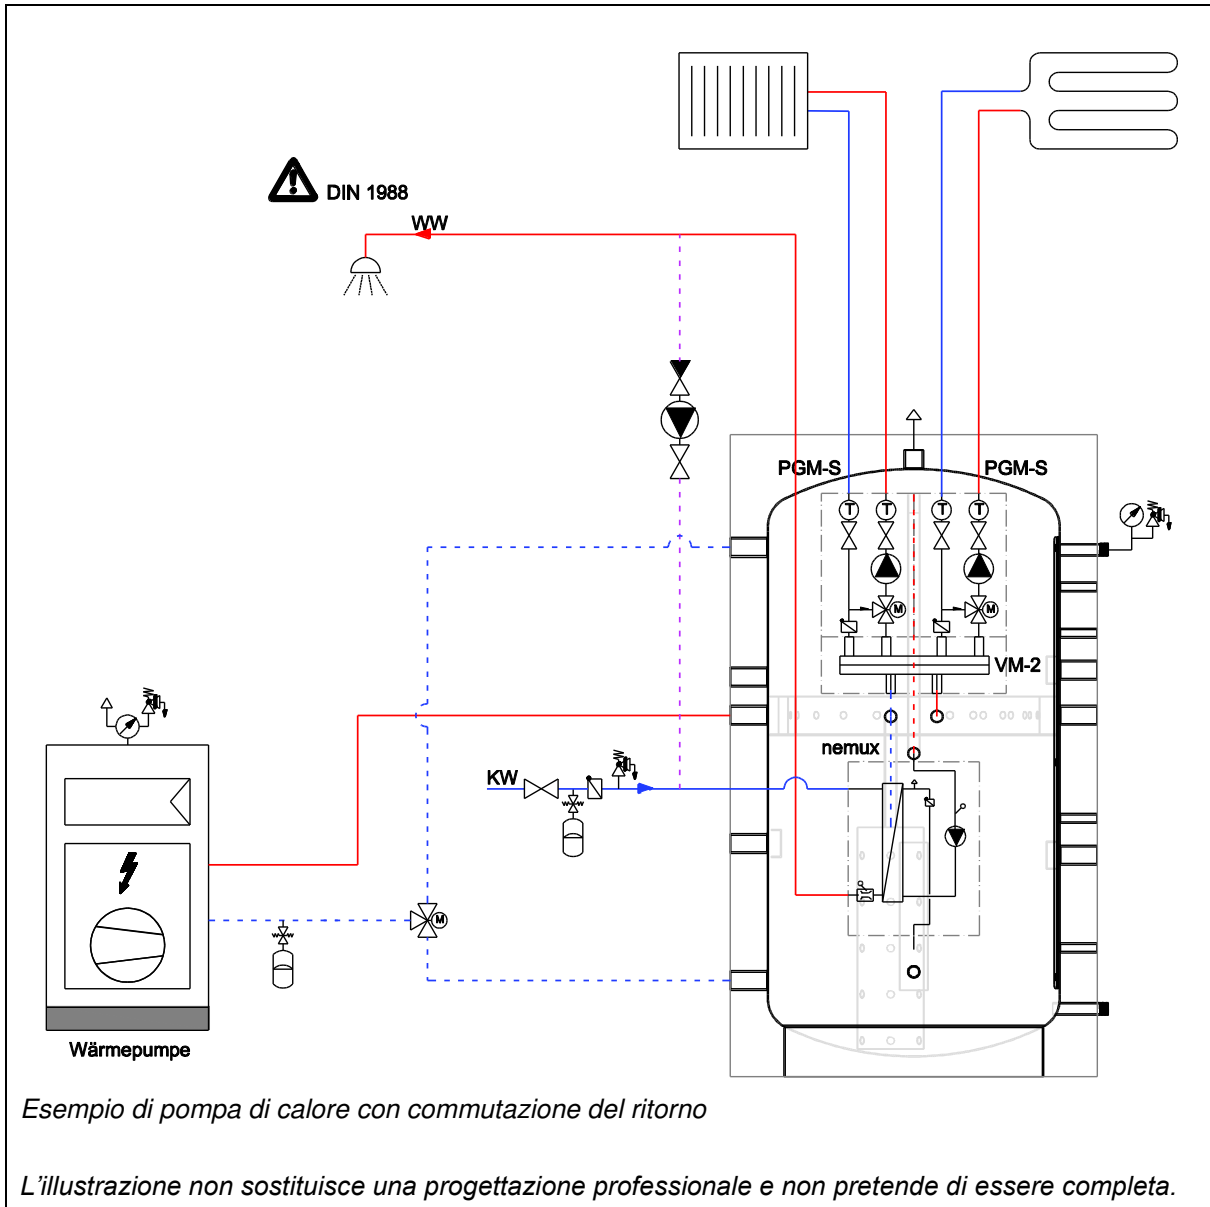 DIN 1988
WW
PGM-S
PGM-S
T
T
T
T
M
M
VM-2
nemux
KW
M
Wärmepumpe
Esempio di pompa di calore con commutazione del ritorno
L'illustrazione non sostituisce una progettazione professionale e non pretende di essere completa.